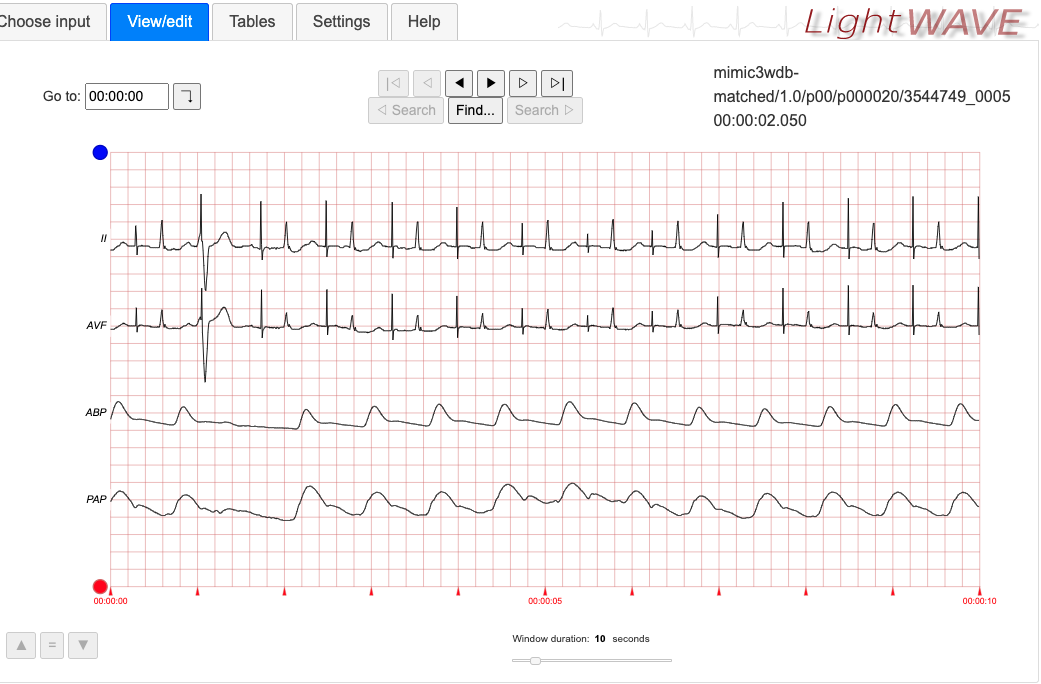 Choose input View/edit Tables Settings Help LightWAVE
Go to: 00:00:00
< Search Find... Search >
mimic3wdb-
matched/1.0/p00/p000020/3544749_0005
00:00:02.050
II
AVF
ABP
PAP
00:00:00 00:00:05 00:00:10
Window duration: 10 seconds